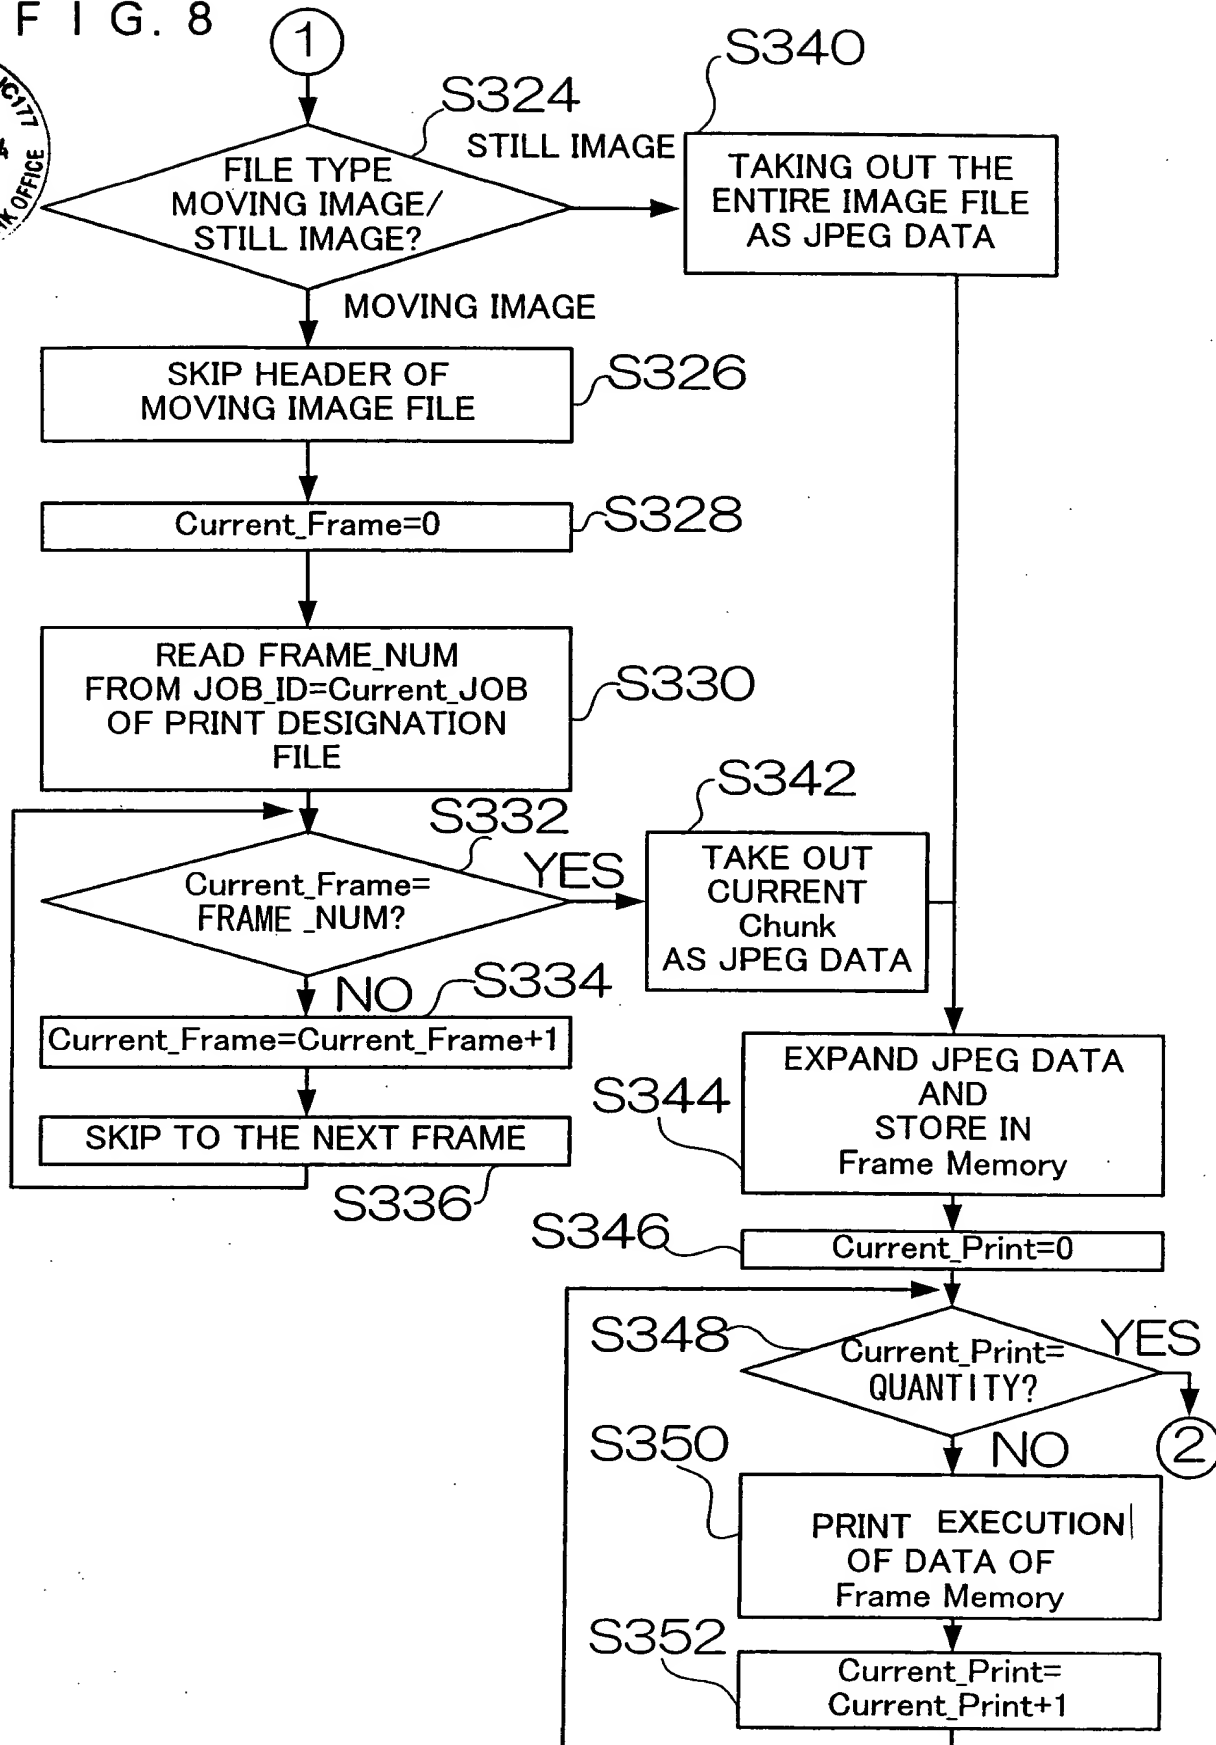 FIG. 8
1
JC177
OFFICE
S324
FILE TYPE
MOVING IMAGE/
STILL IMAGE?
STILL IMAGE
S340
TAKING OUT THE
ENTIRE IMAGE FILE
AS JPEG DATA
MOVING IMAGE
SKIP HEADER OF
MOVING IMAGE FILE
S326
Current_Frame=0
S328
READ FRAME_NUM
FROM JOB_ID=Current_JOB
OF PRINT DESIGNATION
FILE
S330
S332
Current_Frame=
FRAME_NUM?
YES
S342
TAKE OUT
CURRENT
Chunk
AS JPEG DATA
NO
S334
Current_Frame=Current_Frame+1
SKIP TO THE NEXT FRAME
S336
S344
EXPAND JPEG DATA
AND
STORE IN
Frame Memory
S346
Current_Print=0
S348
Current_Print=
QUANTITY?
YES
2
NO
S350
PRINT EXECUTION
OF DATA OF
Frame Memory
S352
Current_Print=
Current_Print+1